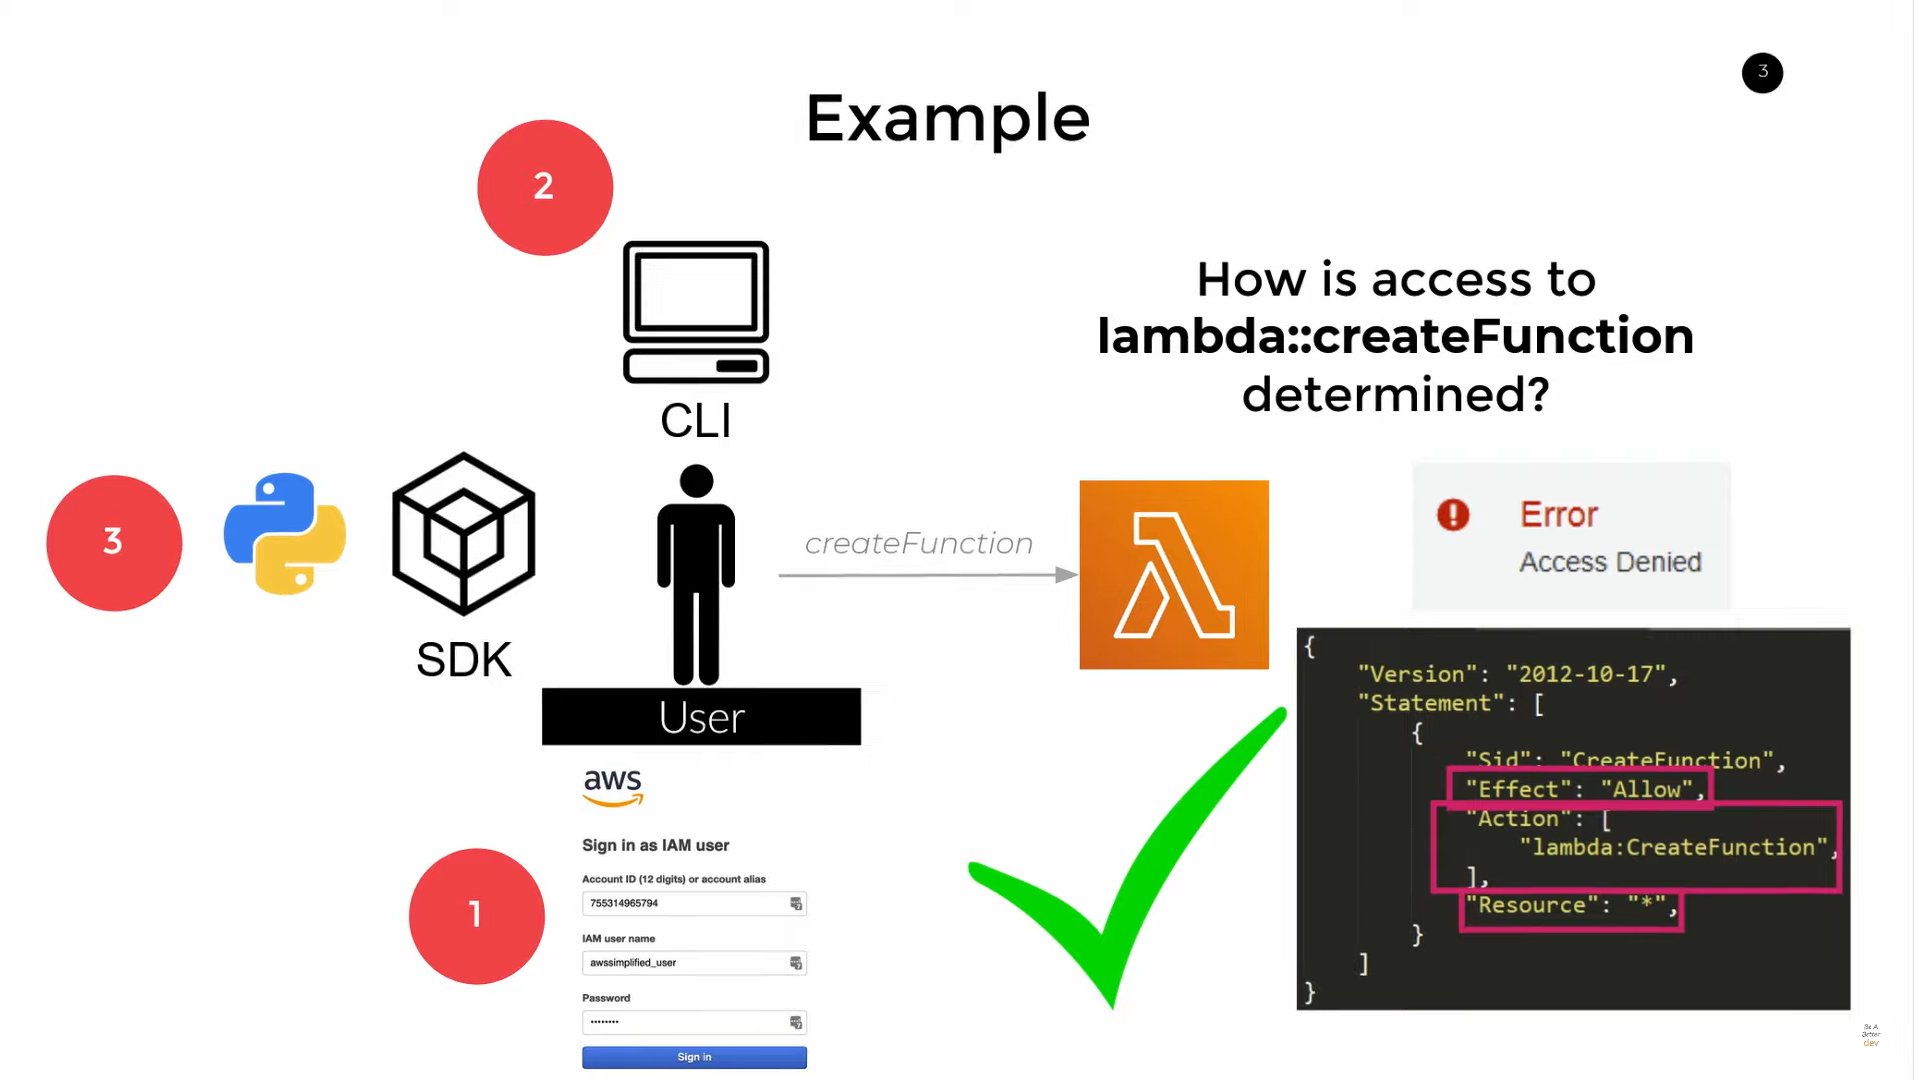 3
Example
2
How is access to
lambda::createFunction
determined?
CLI
3
SDK
createFunction
Error
Access Denied
User
{
"Version": "2012-10-17",
"Statement": [
{
"Sid": "CreateFunction",
"Effect": "Allow",
"Action": [
"lambda:CreateFunction",
],
"Resource": "*",
}
]
}
aws
Sign in as IAM user
Account ID (12 digits) or account alias
755314965794
1
IAM user name
awssimplified_user
Password
••••••••
Sign in
Be A
Better
dev